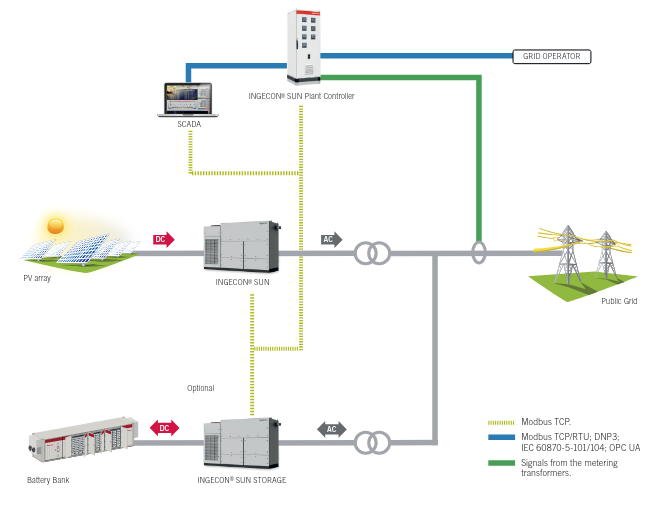 GRID OPERATOR
INGECON® SUN Plant Controller
SCADA
DC
AC
PV array
INGECON® SUN
Public Grid
Optional
DC
AC
Battery Bank
INGECON® SUN STORAGE
Modbus TCP.
Modbus TCP/RTU; DNP3;
IEC 60870-5-101/104; OPC UA
Signals from the metering
transformers.